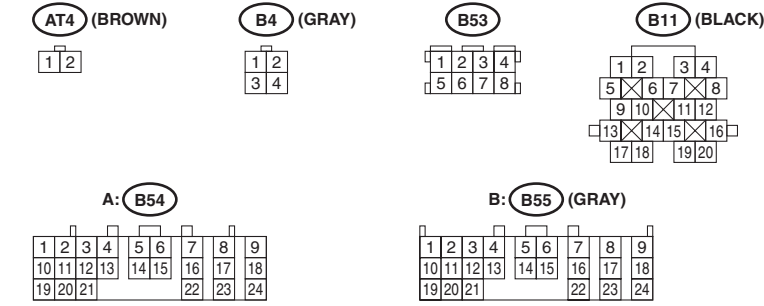 AT4 (BROWN) B4 (GRAY) B53 B11 (BLACK)
1 2
1 2
3 4
1 2 3 4
5 6 7 8
1 2 3 4
5 6 7 8
9 10 11 12
13 14 15 16
17 18 19 20
A: B54 B: B55 (GRAY)
1 2 3 4 5 6 7 8 9
10 11 12 13 14 15 16 17 18
19 20 21 22 23 24
1 2 3 4 5 6 7 8 9
10 11 12 13 14 15 16 17 18
19 20 21 22 23 24